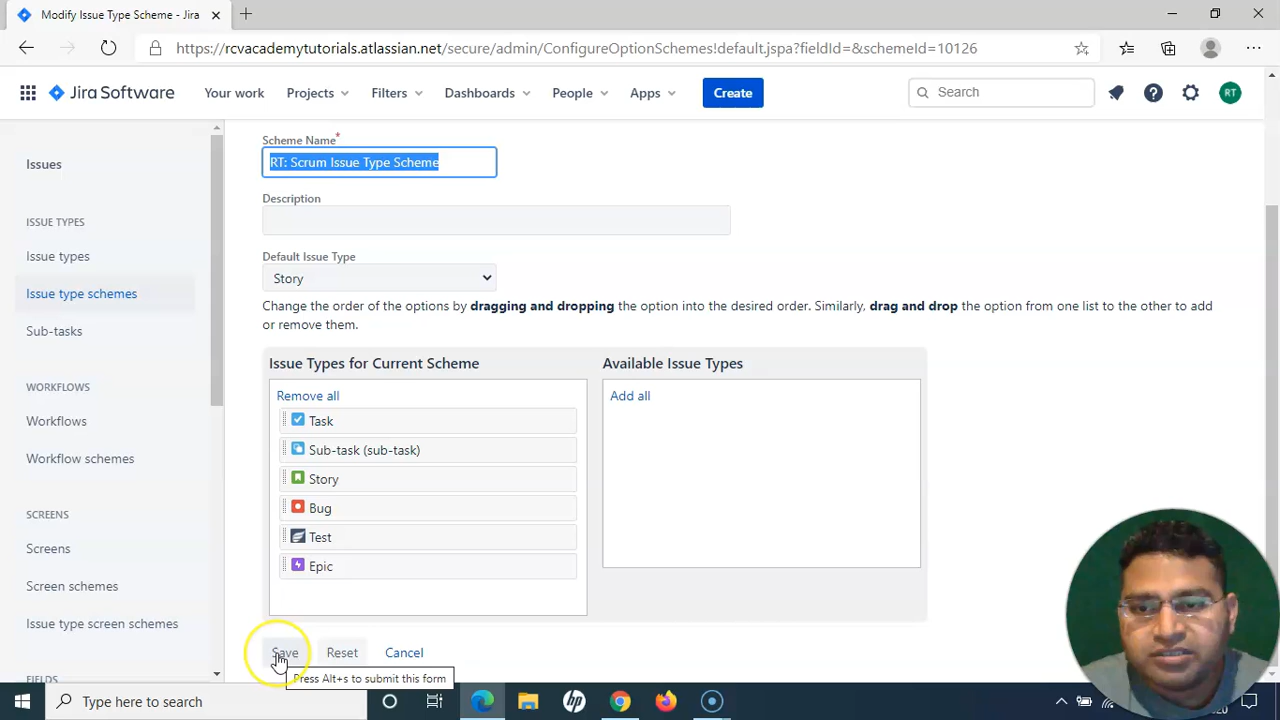 Modify Issue Type Scheme - Jira
https://rcvacademytutorials.atlassian.net/secure/admin/ConfigureOptionSchemes!default.jspa?fieldId=&schemeId=10126
Jira Software
Your work
Projects
Filters
Dashboards
People
Apps
Create
Search
RT
Issues
ISSUE TYPES
Issue types
Issue type schemes
Sub-tasks
WORKFLOWS
Workflows
Workflow schemes
SCREENS
Screens
Screen schemes
Issue type screen schemes
FIELDS
Scheme Name*
RT: Scrum Issue Type Scheme
Description
Default Issue Type
Story
Change the order of the options by dragging and dropping the option into the desired order. Similarly, drag and drop the option from one list to the other to add
or remove them.
Issue Types for Current Scheme
Remove all
Task
Sub-task (sub-task)
Story
Bug
Test
Epic
Available Issue Types
Add all
Save
Reset
Cancel
Press Alt+s to submit this form
Type here to search